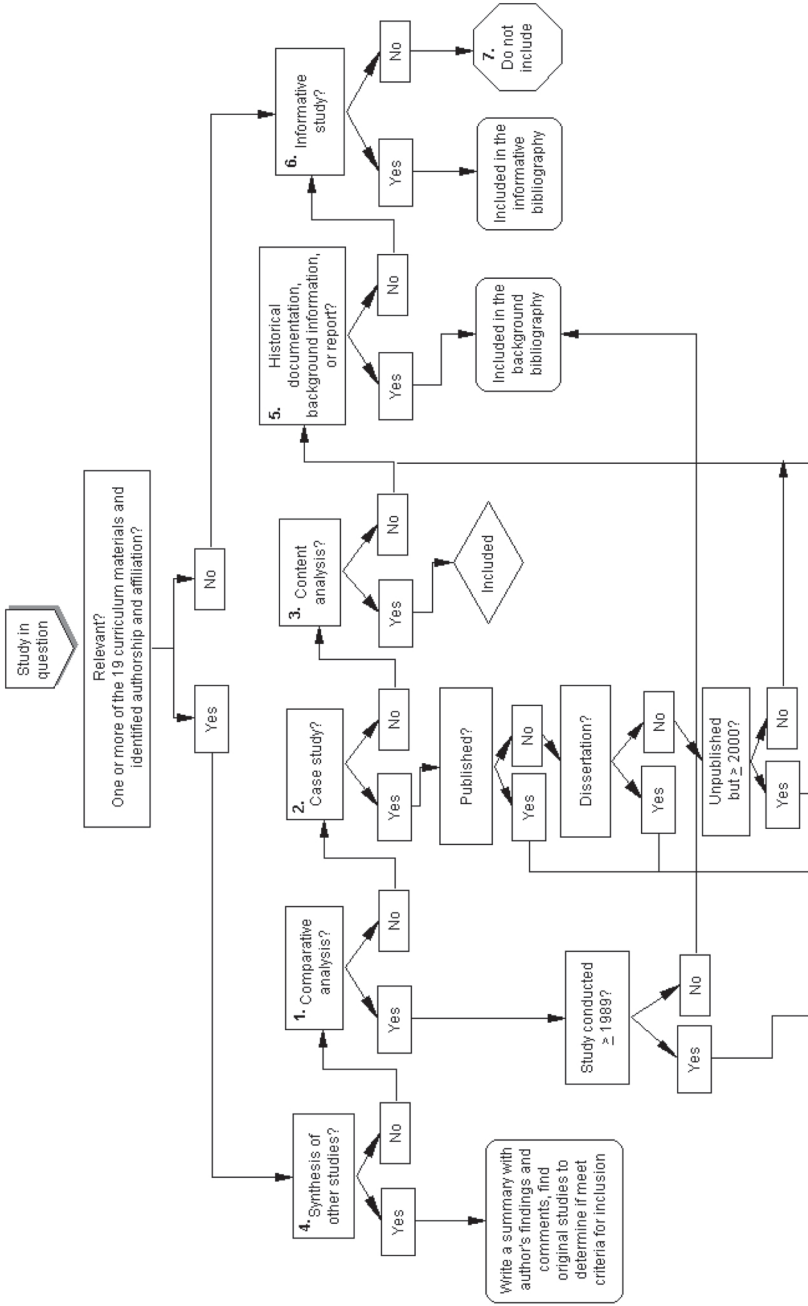 Study in
question
Relevant?
One or more of the 19 curriculum materials and
identified authorship and affiliation?
Yes
No
4. Synthesis of
other studies?
Yes
No
Write a summary with
author's findings and
comments, find
original studies to
determine if meet
criteria for inclusion
1. Comparative
analysis?
Yes
No
Study conducted
≥ 1989?
Yes
No
2. Case study?
Yes
No
Published?
Yes
No
Dissertation?
Yes
No
Unpublished
but ≥ 2000?
Yes
No
3. Content
analysis?
Yes
No
Included
5. Historical
documentation,
background information,
or report?
Yes
No
Included in the
background
bibliography
6. Informative
study?
Yes
No
Included in the
informative
bibliography
7.
Do not
include